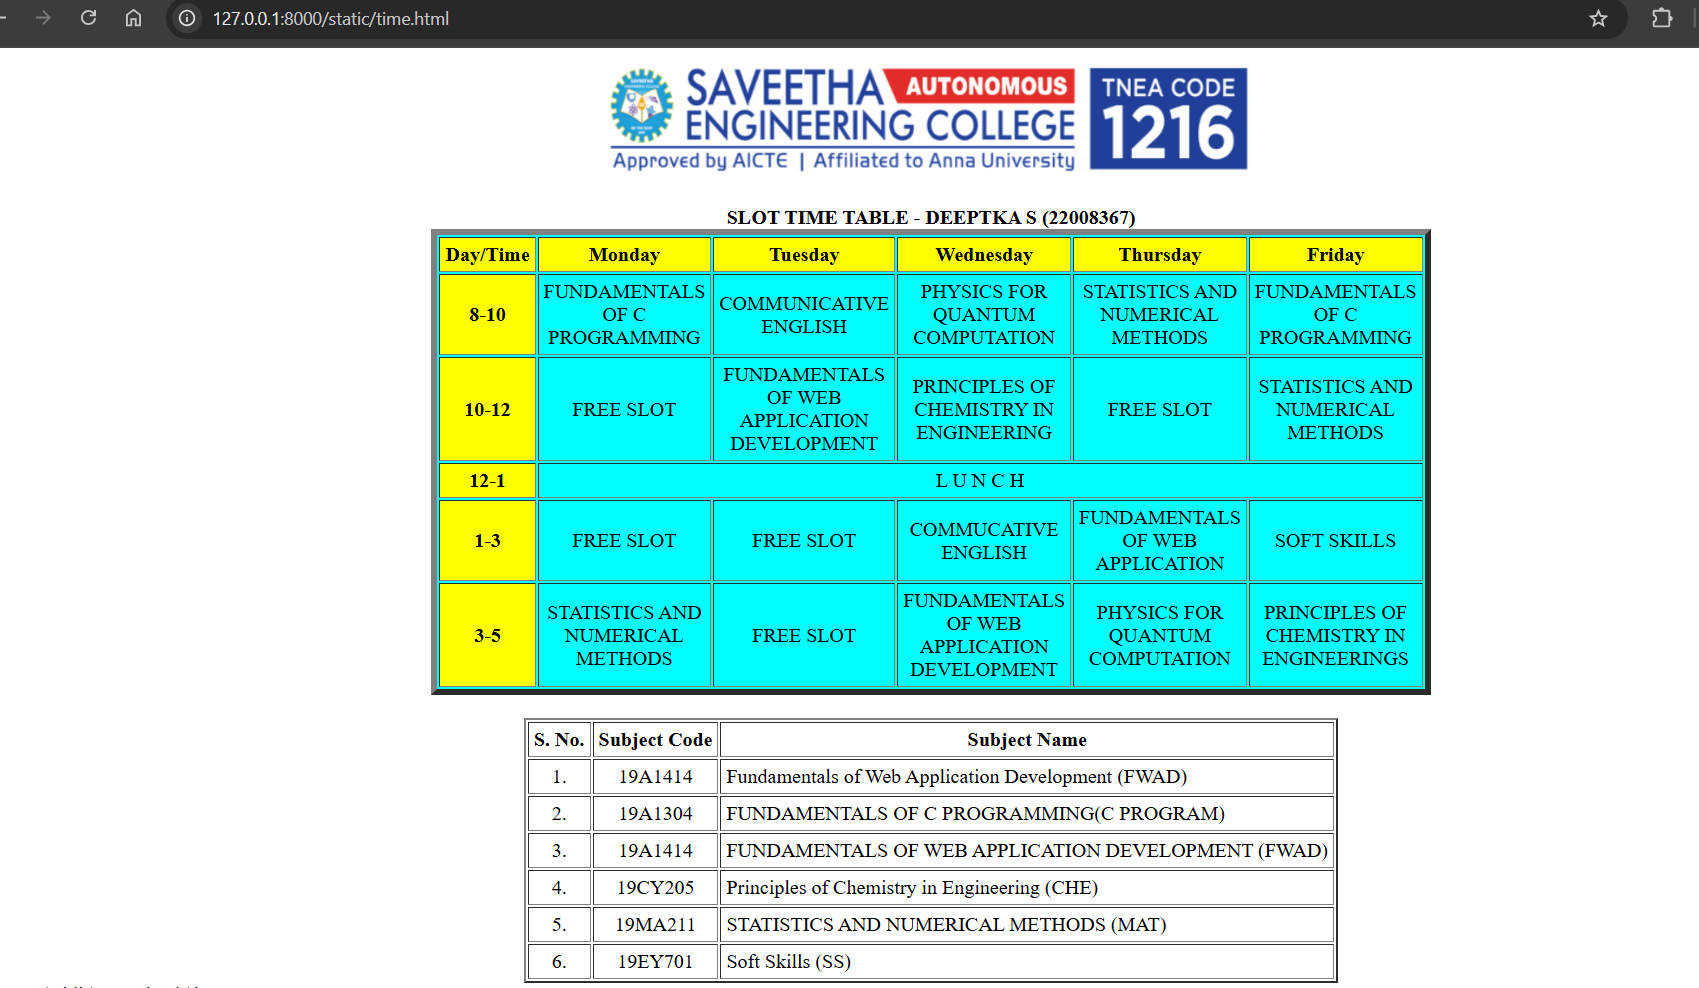 127.0.0.1:8000/static/time.html
SAVEETHA AUTONOMOUS
ENGINEERING COLLEGE
Approved by AICTE | Affiliated to Anna University
TNEA CODE
1216
SLOT TIME TABLE - DEEPTKA S (22008367)
Day/Time Monday Tuesday Wednesday Thursday Friday
8-10
FUNDAMENTALS
OF C
PROGRAMMING
COMMUNICATIVE
ENGLISH
PHYSICS FOR
QUANTUM
COMPUTATION
STATISTICS AND
NUMERICAL
METHODS
FUNDAMENTALS
OF C
PROGRAMMING
10-12
FREE SLOT
FUNDAMENTALS
OF WEB
APPLICATION
DEVELOPMENT
PRINCIPLES OF
CHEMISTRY IN
ENGINEERING
FREE SLOT
STATISTICS AND
NUMERICAL
METHODS
12-1
L U N C H
1-3
FREE SLOT
FREE SLOT
COMMUCATIVE
ENGLISH
FUNDAMENTALS
OF WEB
APPLICATION
SOFT SKILLS
3-5
STATISTICS AND
NUMERICAL
METHODS
FREE SLOT
FUNDAMENTALS
OF WEB
APPLICATION
DEVELOPMENT
PHYSICS FOR
QUANTUM
COMPUTATION
PRINCIPLES OF
CHEMISTRY IN
ENGINEERINGS
S. No. Subject Code Subject Name
1. 19A1414 Fundamentals of Web Application Development (FWAD)
2. 19A1304 FUNDAMENTALS OF C PROGRAMMING(C PROGRAM)
3. 19A1414 FUNDAMENTALS OF WEB APPLICATION DEVELOPMENT (FWAD)
4. 19CY205 Principles of Chemistry in Engineering (CHE)
5. 19MA211 STATISTICS AND NUMERICAL METHODS (MAT)
6. 19EY701 Soft Skills (SS)